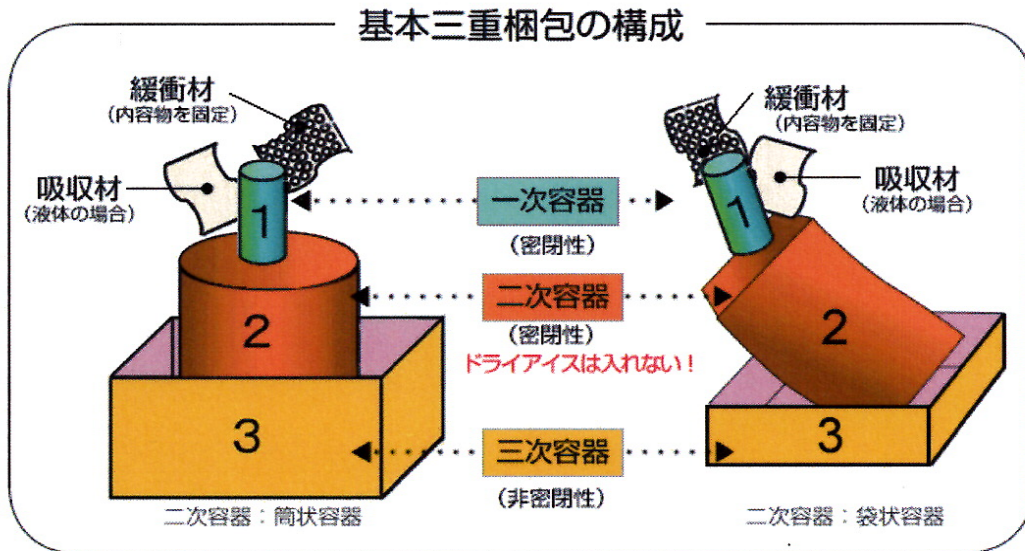 基本三重梱包の構成
緩衝材
(内容物を固定)
吸収材
(液体の場合)
1
2
3
二次容器：筒状容器
一次容器
(密閉性)
二次容器
(密閉性)
ドライアイスは入れない！
三次容器
(非密閉性)
緩衝材
(内容物を固定)
吸収材
(液体の場合)
1
2
3
二次容器：袋状容器